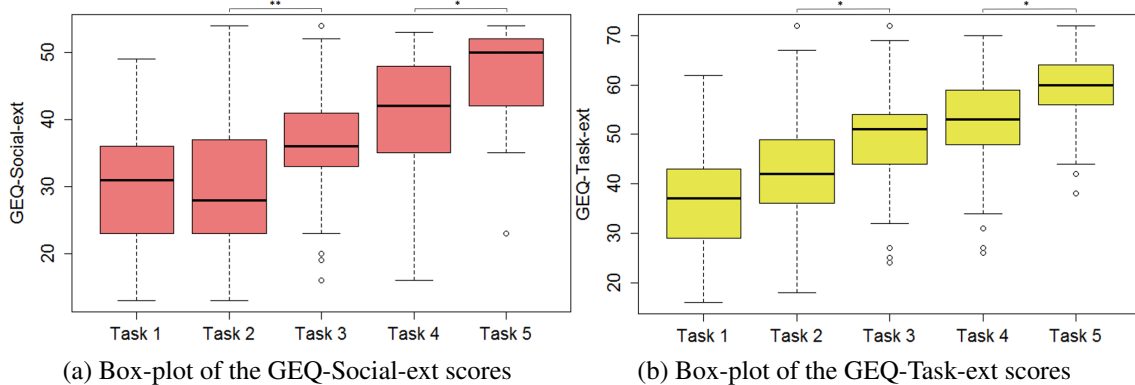 ** *
* *
GEQ-Social-ext
50
40
30
20
Task 1 Task 2 Task 3 Task 4 Task 5
(a) Box-plot of the GEQ-Social-ext scores
GEQ-Task-ext
70
60
50
40
30
20
Task 1 Task 2 Task 3 Task 4 Task 5
(b) Box-plot of the GEQ-Task-ext scores